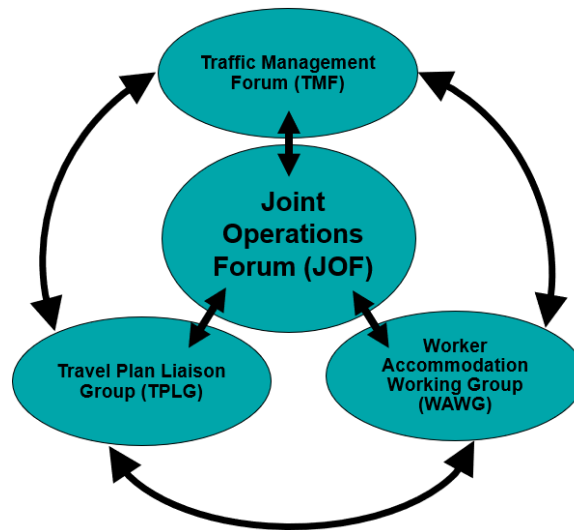 Traffic Management
Forum (TMF)
Joint
Operations
Forum (JOF)
Travel Plan Liaison
Group (TPLG)
Worker
Accommodation
Working Group
(WAWG)